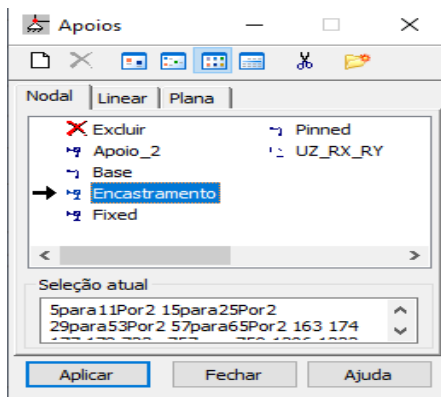 Apoios
Nodal Linear Plana
Excluir Pinned
Apoio_2 UZ_RX_RY
Base
Encastramento
Fixed
Seleção atual
5para11Por2 15para25Por2
29para53Por2 57para65Por2 163 174
Aplicar Fechar Ajuda